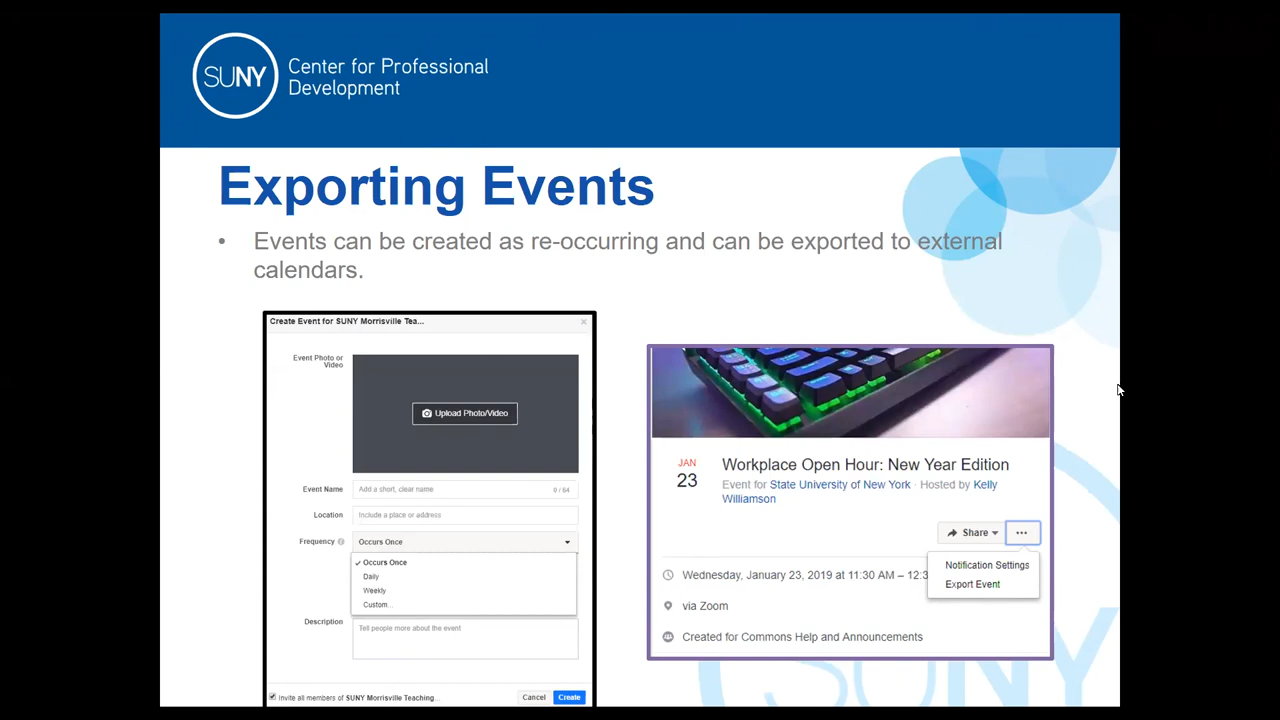 SUNY
Center for Professional
Development
Exporting Events
• Events can be created as re-occurring and can be exported to external
calendars.
Create Event for SUNY Morrisville Tea...
Event Photo or
Video
Upload Photo/Video
Event Name
Add a short, clear name
0 / 64
Location
Include a place or address
Frequency
Occurs Once
Occurs Once
Daily
Weekly
Custom...
Description
Tell people more about the event
Invite all members of SUNY Morrisville Teaching...
Cancel
Create
JAN
23
Workplace Open Hour: New Year Edition
Event for State University of New York · Hosted by Kelly
Williamson
Share
Notification Settings
Export Event
Wednesday, January 23, 2019 at 11:30 AM – 12:3
via Zoom
Created for Commons Help and Announcements
SUNY